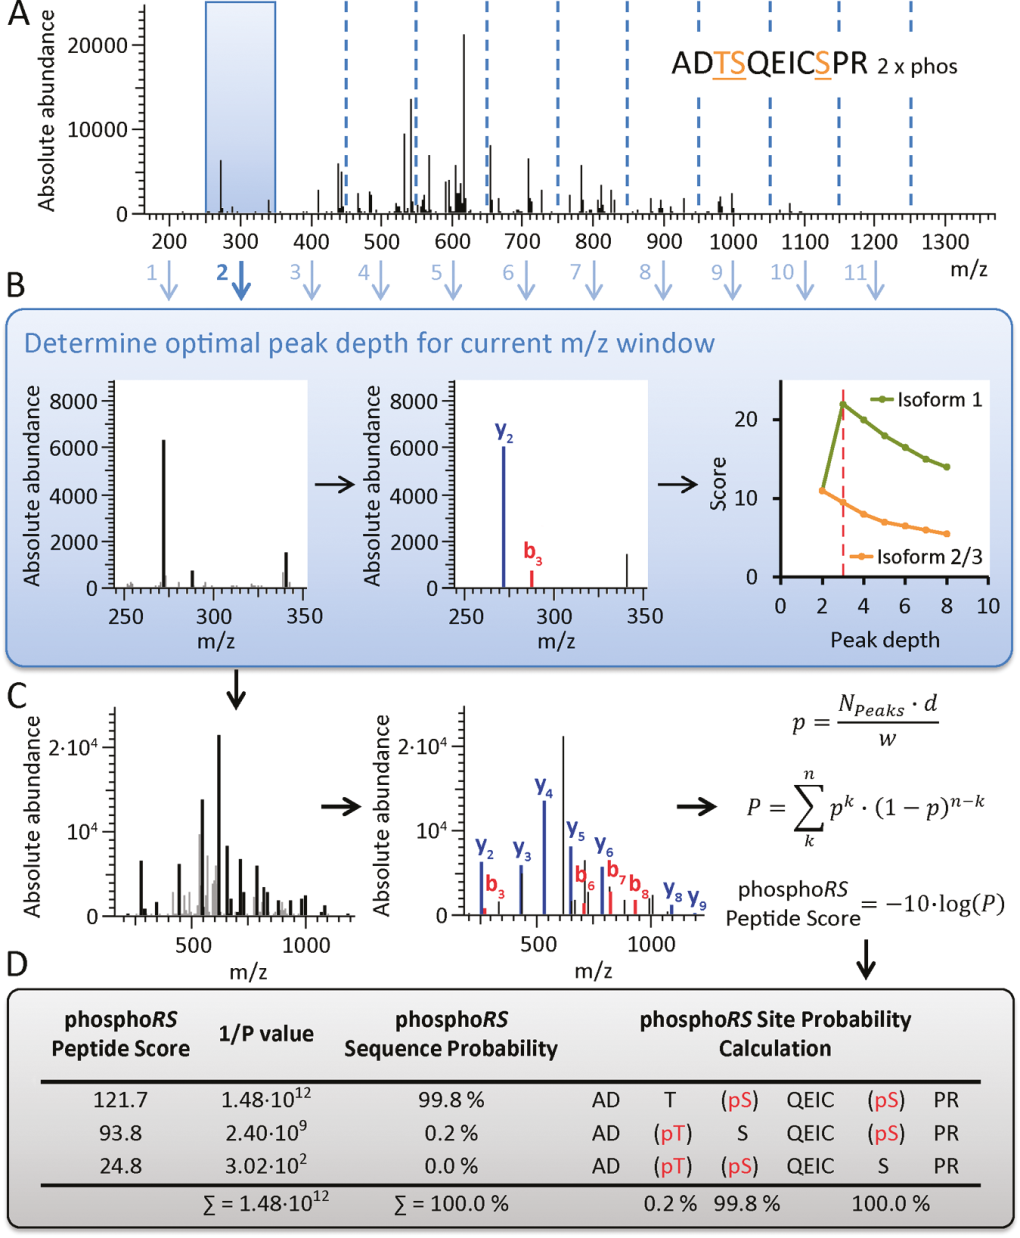 A
Absolute abundance
20000
10000
0
ADTSQEICSPR 2 x phos
200 300 400 500 600 700 800 900 1000 1100 1200 1300
m/z
1 2 3 4 5 6 7 8 9 10 11
B
Determine optimal peak depth for current m/z window
Absolute abundance
8000
6000
4000
2000
0
250 300 350
m/z
Absolute abundance
8000
6000
4000
2000
0
y2
b3
250 300 350
m/z
Score
20
10
0
Isoform 1
Isoform 2/3
0 2 4 6 8 10
Peak depth
C
Absolute abundance
2·10⁴
10⁴
0
500 1000
m/z
Absolute abundance
2·10⁴
10⁴
0
y2 b3 y3 y4 y5 b6 y6 b7 b8 y8 y9
500 1000
m/z
p = N_Peaks · d / w
P = ∑ₖⁿ pᵏ · (1 − p)ⁿ⁻ᵏ
phosphoRS
Peptide Score = −10·log(P)
D
phosphoRS
Peptide Score
1/P value
phosphoRS
Sequence Probability
phosphoRS Site Probability
Calculation
121.7 1.48·10¹² 99.8 % AD T (pS) QEIC (pS) PR
93.8 2.40·10⁹ 0.2 % AD (pT) S QEIC (pS) PR
24.8 3.02·10² 0.0 % AD (pT) (pS) QEIC S PR
∑ = 1.48·10¹² ∑ = 100.0 % 0.2 % 99.8 % 100.0 %